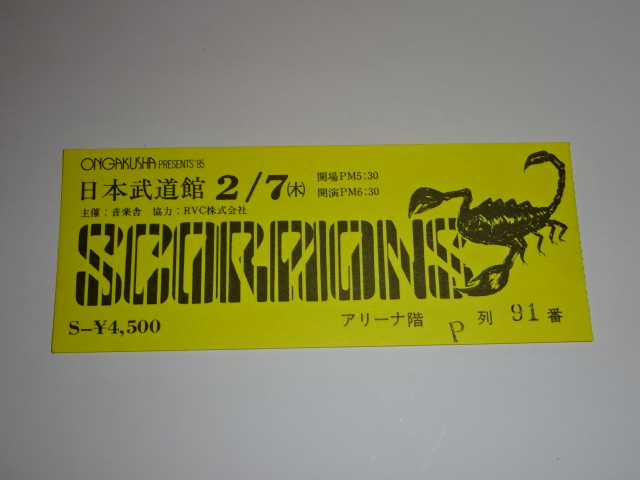 ONGAKUSHA PRESENTS '85
日本武道館 2/7(木) 開場PM5:30
開演PM6:30
主催:音楽舎 協力:RVC株式会社
SCORPIONS
S-¥4,500
アリーナ階 P 列 91 番